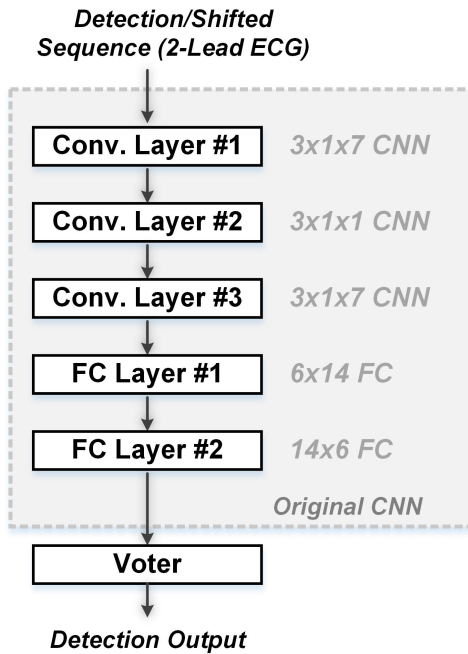 Detection/Shifted
Sequence (2-Lead ECG)
Conv. Layer #1 3x1x7 CNN
Conv. Layer #2 3x1x1 CNN
Conv. Layer #3 3x1x7 CNN
FC Layer #1 6x14 FC
FC Layer #2 14x6 FC
Original CNN
Voter
Detection Output